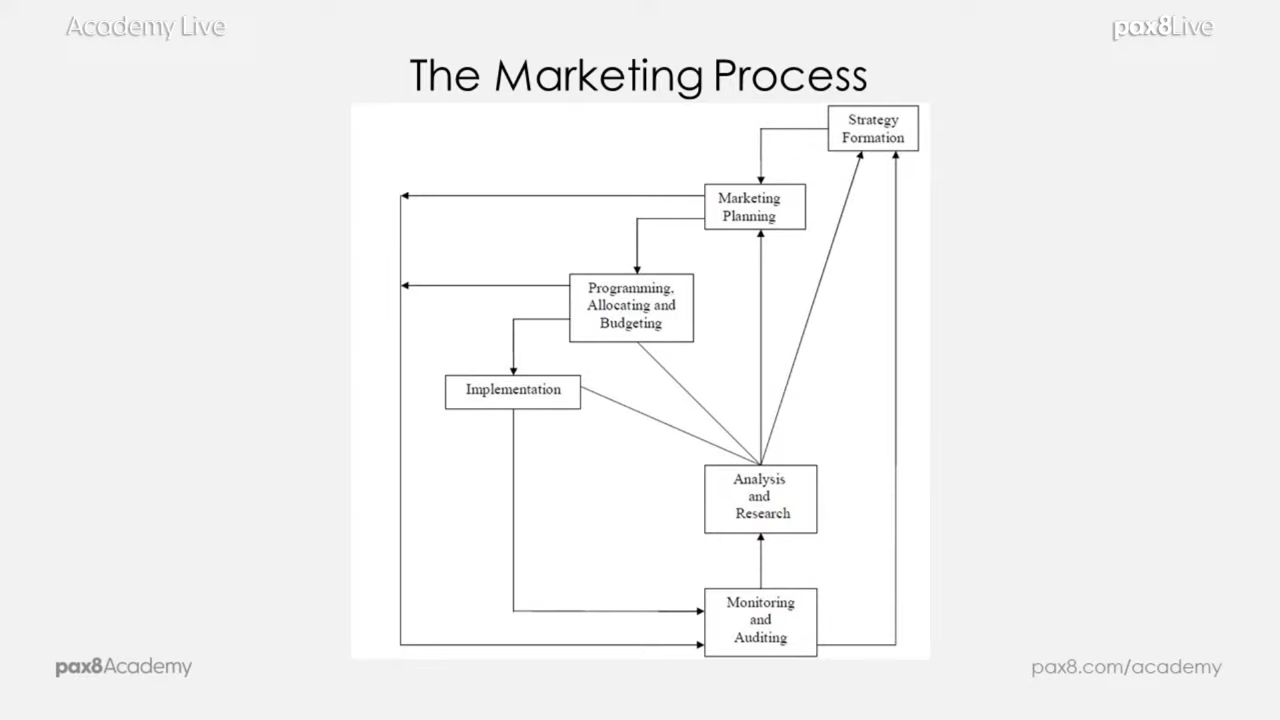 Academy Live
pax8Live
The Marketing Process
Strategy
Formation
Marketing
Planning
Programming,
Allocating and
Budgeting
Implementation
Analysis
and
Research
Monitoring
and
Auditing
pax8Academy
pax8.com/academy